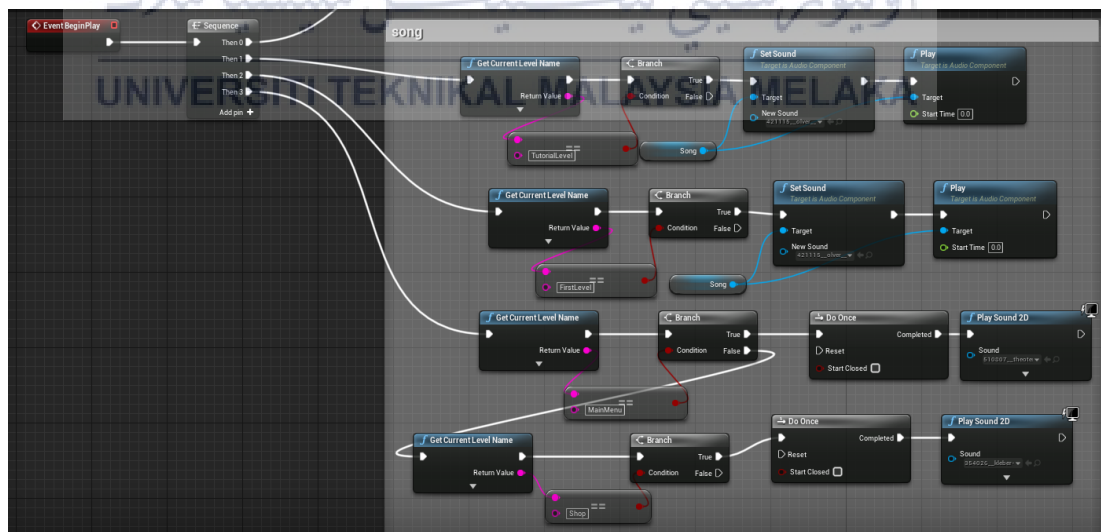 اونيۏرسيتي تيكنيكل مليسيا ملاك
UNIVERSITI TEKNIKAL MALAYSIA MELAKA
Event BeginPlay
Sequence
Then 0
Then 1
Then 2
Then 3
Add pin +
song
Get Current Level Name
Return Value
==
TutorialLevel
Branch
True
Condition
False
Song
Set Sound
Target is Audio Component
Target
New Sound
Play
Target is Audio Component
Target
Start Time 0.0
Get Current Level Name
Return Value
==
FirstLevel
Branch
True
Condition
False
Song
Set Sound
Target is Audio Component
Target
New Sound
Play
Target is Audio Component
Target
Start Time 0.0
Get Current Level Name
Return Value
==
MainMenu
Branch
True
Condition
False
Do Once
Completed
Reset
Start Closed
Play Sound 2D
Sound
Get Current Level Name
Return Value
==
Shop
Branch
True
Condition
False
Do Once
Completed
Reset
Start Closed
Play Sound 2D
Sound